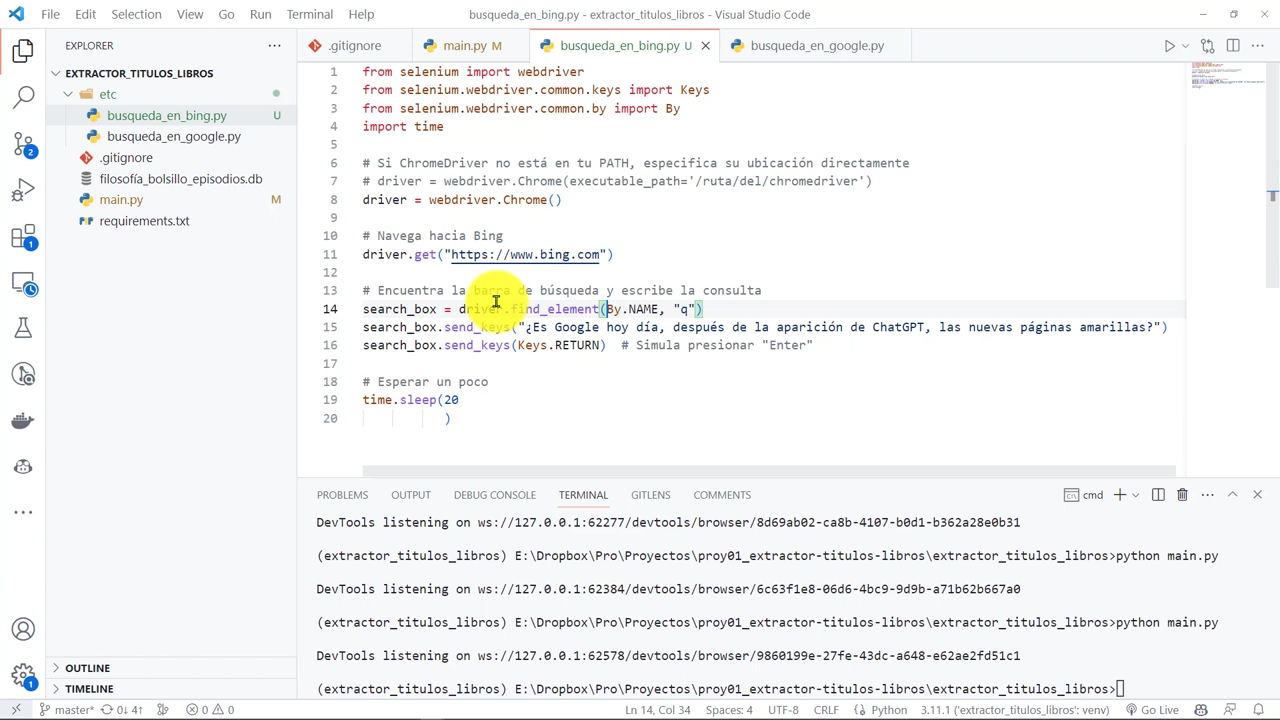 File Edit Selection View Go Run Terminal Help
busqueda_en_bing.py - extractor_titulos_libros - Visual Studio Code
EXPLORER
EXTRACTOR_TITULOS_LIBROS
etc
busqueda_en_bing.py U
busqueda_en_google.py
.gitignore
filosofía_bolsillo_episodios.db
main.py M
requirements.txt
OUTLINE
TIMELINE
2
1
1
.gitignore
main.py M
busqueda_en_bing.py U
busqueda_en_google.py
1 from selenium import webdriver
2 from selenium.webdriver.common.keys import Keys
3 from selenium.webdriver.common.by import By
4 import time
5
6 # Si ChromeDriver no está en tu PATH, especifica su ubicación directamente
7 # driver = webdriver.Chrome(executable_path='/ruta/del/chromedriver')
8 driver = webdriver.Chrome()
9
10 # Navega hacia Bing
11 driver.get("https://www.bing.com")
12
13 # Encuentra la barra de búsqueda y escribe la consulta
14 search_box = driver.find_element(By.NAME, "q")
15 search_box.send_keys("¿Es Google hoy día, después de la aparición de ChatGPT, las nuevas páginas amarillas?")
16 search_box.send_keys(Keys.RETURN)  # Simula presionar "Enter"
17
18 # Esperar un poco
19 time.sleep(20
20 )
PROBLEMS OUTPUT DEBUG CONSOLE TERMINAL GITLENS COMMENTS
cmd
DevTools listening on ws://127.0.0.1:62277/devtools/browser/8d69ab02-ca8b-4107-b0d1-b362a28e0b31
(extractor_titulos_libros) E:\Dropbox\Pro\Proyectos\proy01_extractor-titulos-libros\extractor_titulos_libros>python main.py
DevTools listening on ws://127.0.0.1:62384/devtools/browser/6c63f1e8-06d6-4bc9-9d9b-a71b62b667a0
(extractor_titulos_libros) E:\Dropbox\Pro\Proyectos\proy01_extractor-titulos-libros\extractor_titulos_libros>python main.py
DevTools listening on ws://127.0.0.1:62578/devtools/browser/9860199e-27fe-43dc-a648-e62ae2fd51c1
(extractor_titulos_libros) E:\Dropbox\Pro\Proyectos\proy01_extractor-titulos-libros\extractor_titulos_libros>
master* 0↓ 4↑ 0 0 Ln 14, Col 34 Spaces: 4 UTF-8 CRLF Python 3.11.1 ('extractor_titulos_libros': venv) Go Live